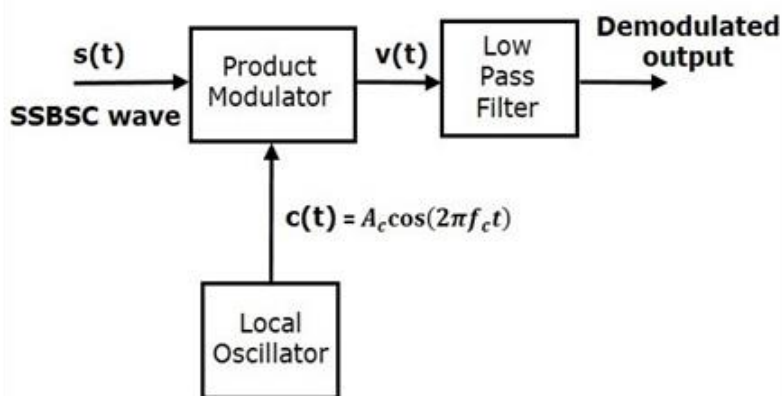 s(t)
SSBSC wave
Product
Modulator
v(t)
Low
Pass
Filter
Demodulated
output
c(t) = A_c cos(2πf_c t)
Local
Oscillator